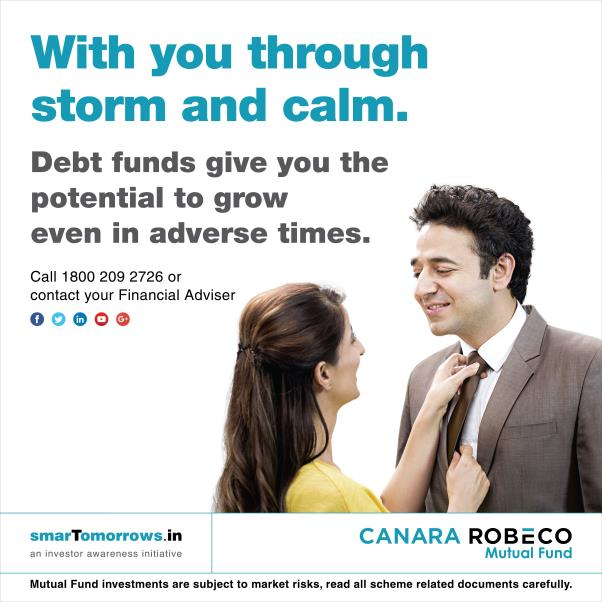 With you through
storm and calm.
Debt funds give you the
potential to grow
even in adverse times.
Call 1800 209 2726 or
contact your Financial Adviser
smarTomorrows.in
an investor awareness initiative
CANARA ROBECO
Mutual Fund
Mutual Fund investments are subject to market risks, read all scheme related documents carefully.